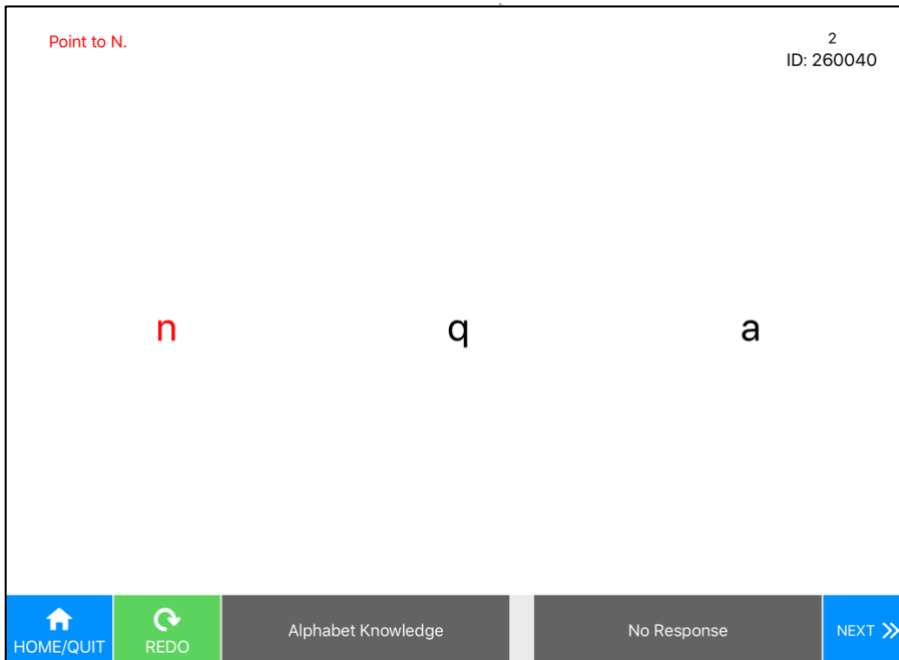 Point to N.
2
ID: 260040
n q a
HOME/QUIT
REDO
Alphabet Knowledge
No Response
NEXT